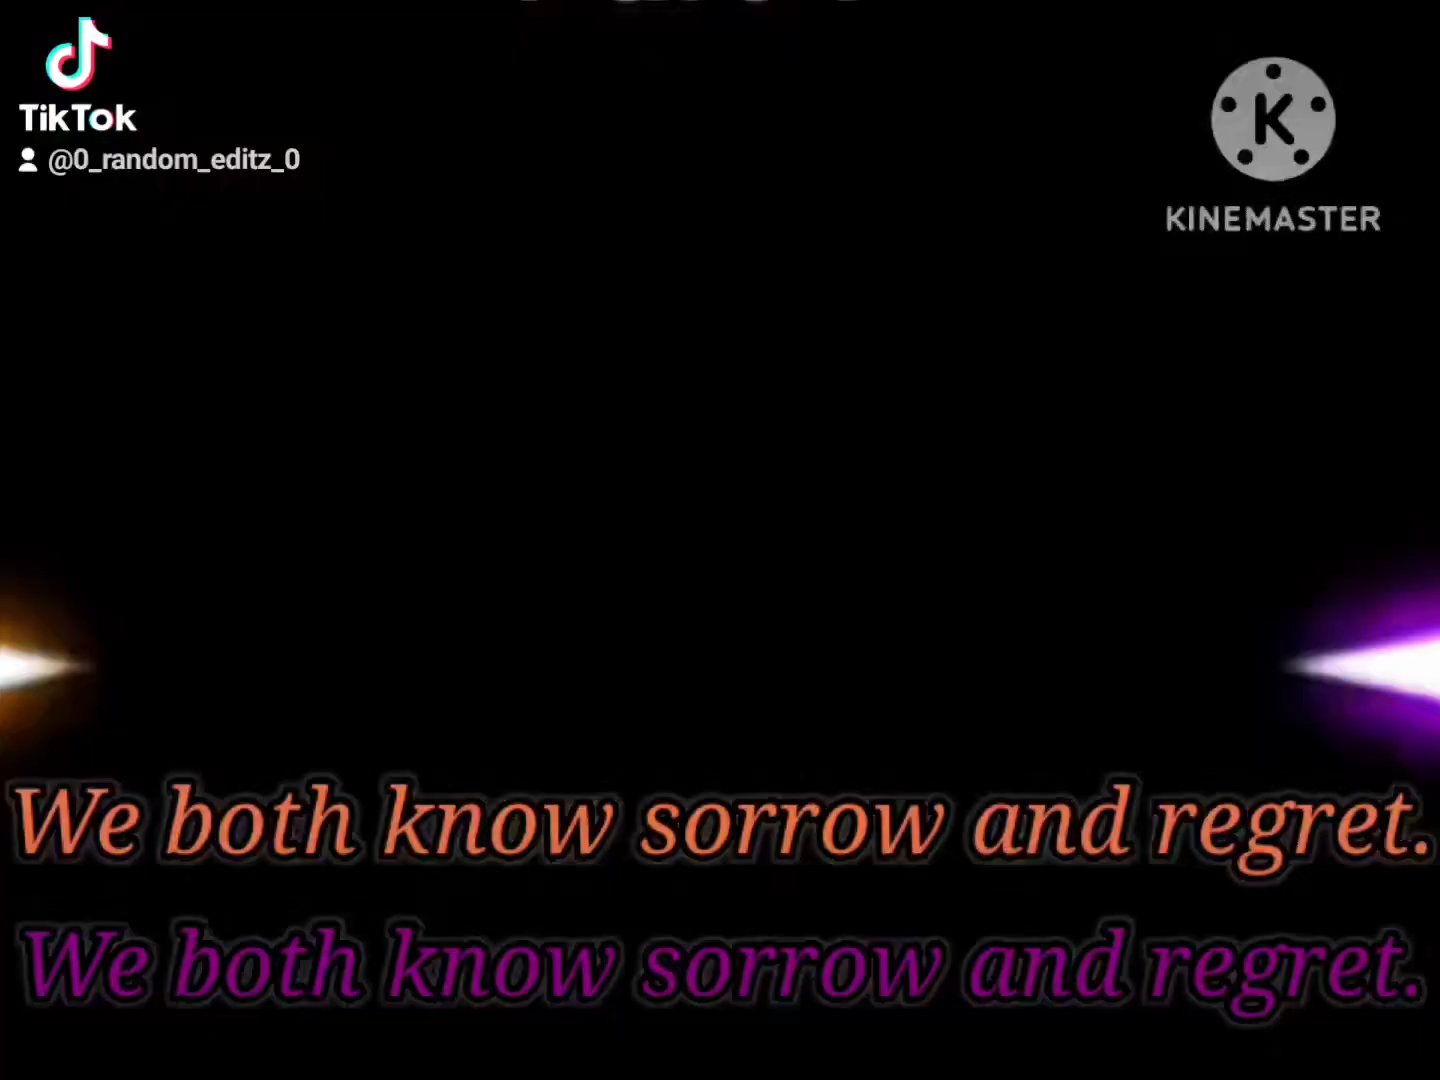 TikTok
@0_random_editz_0
K
KINEMASTER
We both know sorrow and regret.
We both know sorrow and regret.